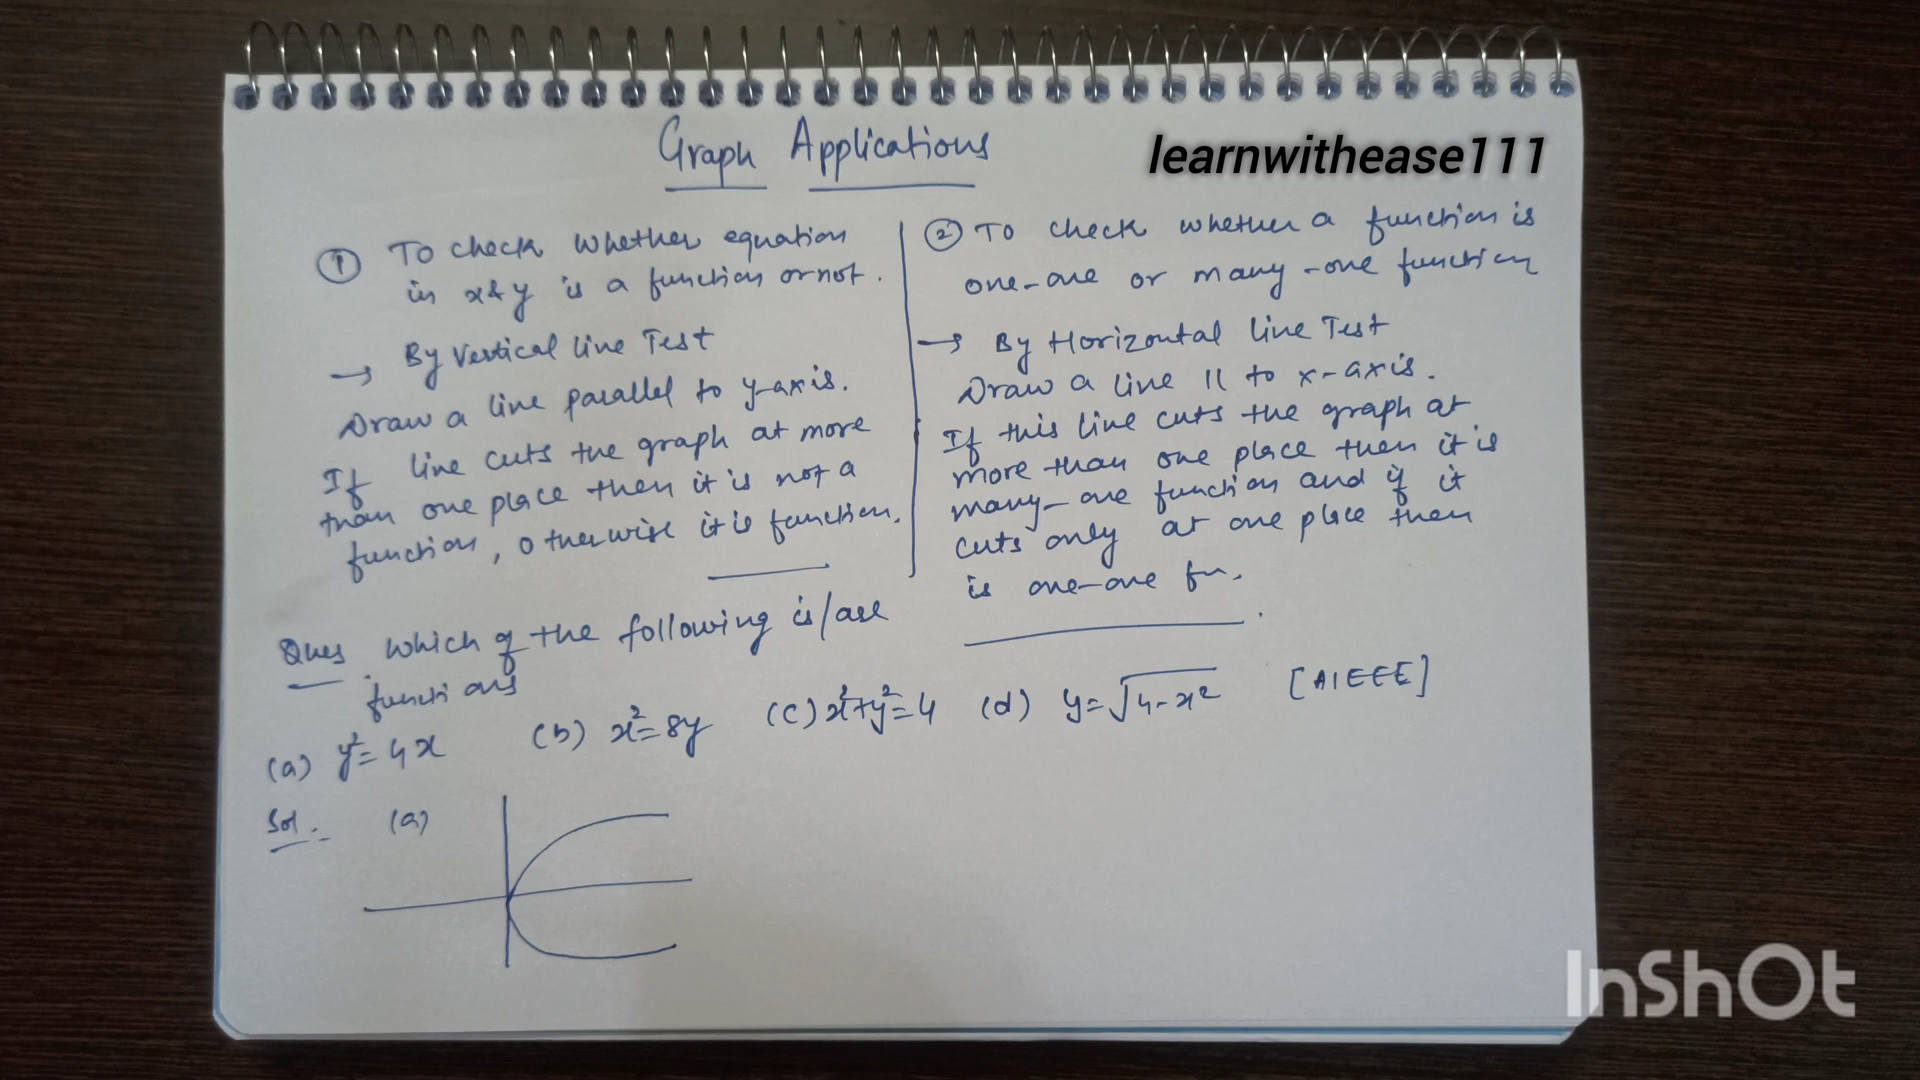 Graph Applications
learnwithease111
① To check whether equation
in x & y is a function or not.
→ By Vertical line Test
Draw a line parallel to y-axis.
If line cuts the graph at more
than one place then it is not a
function, otherwise it is function.
② To check whether a function is
one-one or many-one function
→ By Horizontal line Test
Draw a line || to x-axis.
If this line cuts the graph at
more than one place then it is
many-one function and if it
cuts only at one place then
is one-one fn.
Ques. which of the following is/are
functions
(a) y²= 4x (b) x²= 8y (c) x²+y²= 4 (d) y= √4-x² [AIEEE]
Sol. (a)
InShOt